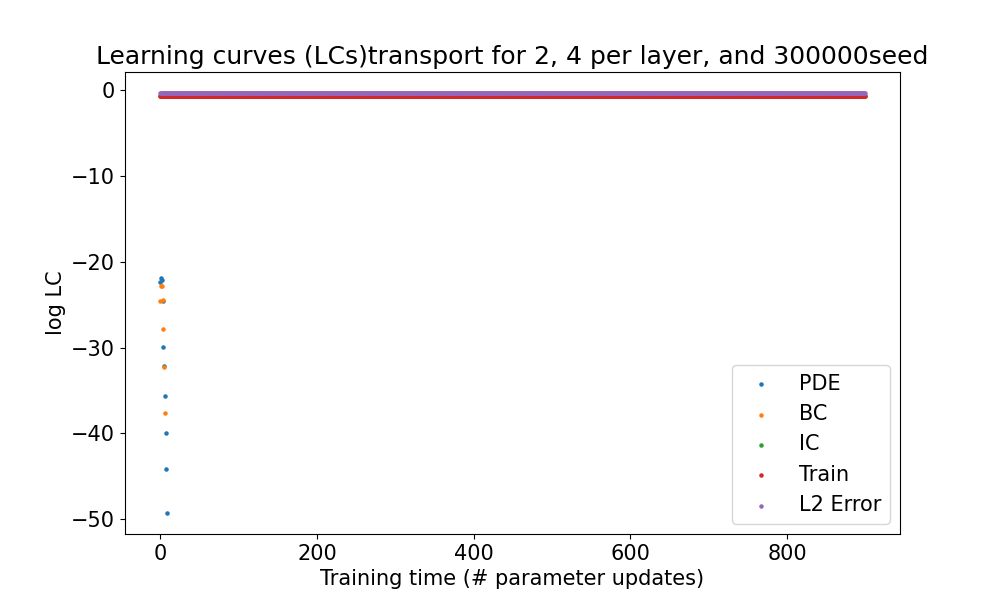 Learning curves (LCs)transport for 2, 4 per layer, and 300000seed
0
−10
−20
−30
−40
−50
log LC
PDE
BC
IC
Train
L2 Error
0 200 400 600 800
Training time (# parameter updates)